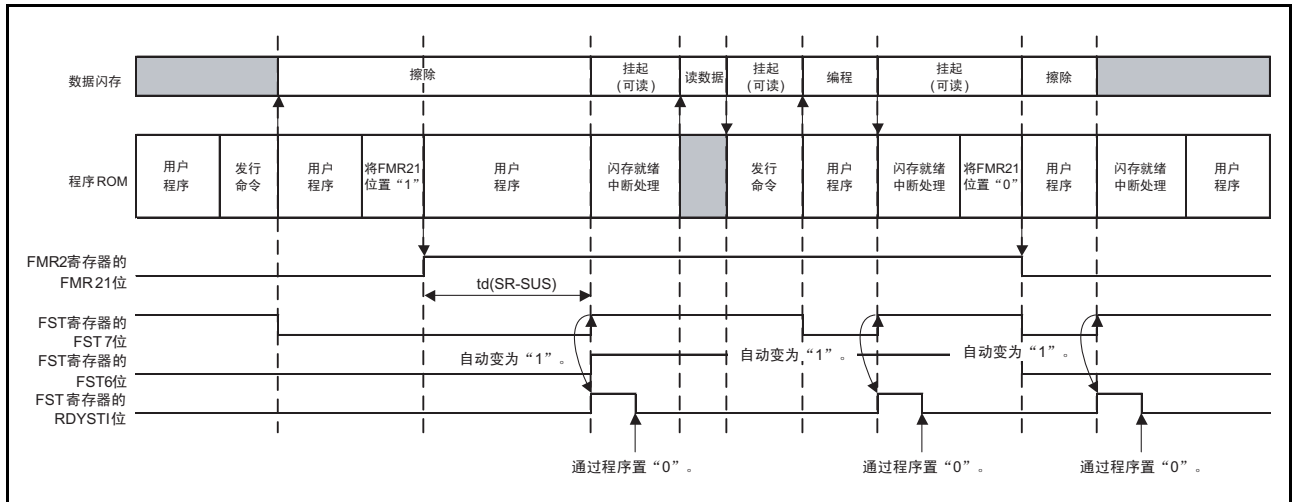 数据闪存
擦除
挂起
(可读)
读数据
挂起
(可读)
编程
挂起
(可读)
擦除
程序ROM
用户
程序
发行
命令
用户
程序
将FMR21
位置“1”
用户
程序
闪存就绪
中断处理
发行
命令
用户
程序
闪存就绪
中断处理
将FMR21
位置“0”
用户
程序
闪存就绪
中断处理
用户
程序
FMR2寄存器的
FMR21位
td(SR-SUS)
FST寄存器的
FST7位
自动变为“1”。
自动变为“1”。
自动变为“1”。
FST寄存器的
FST6位
FST寄存器的
RDYSTI位
通过程序置“0”。
通过程序置“0”。
通过程序置“0”。